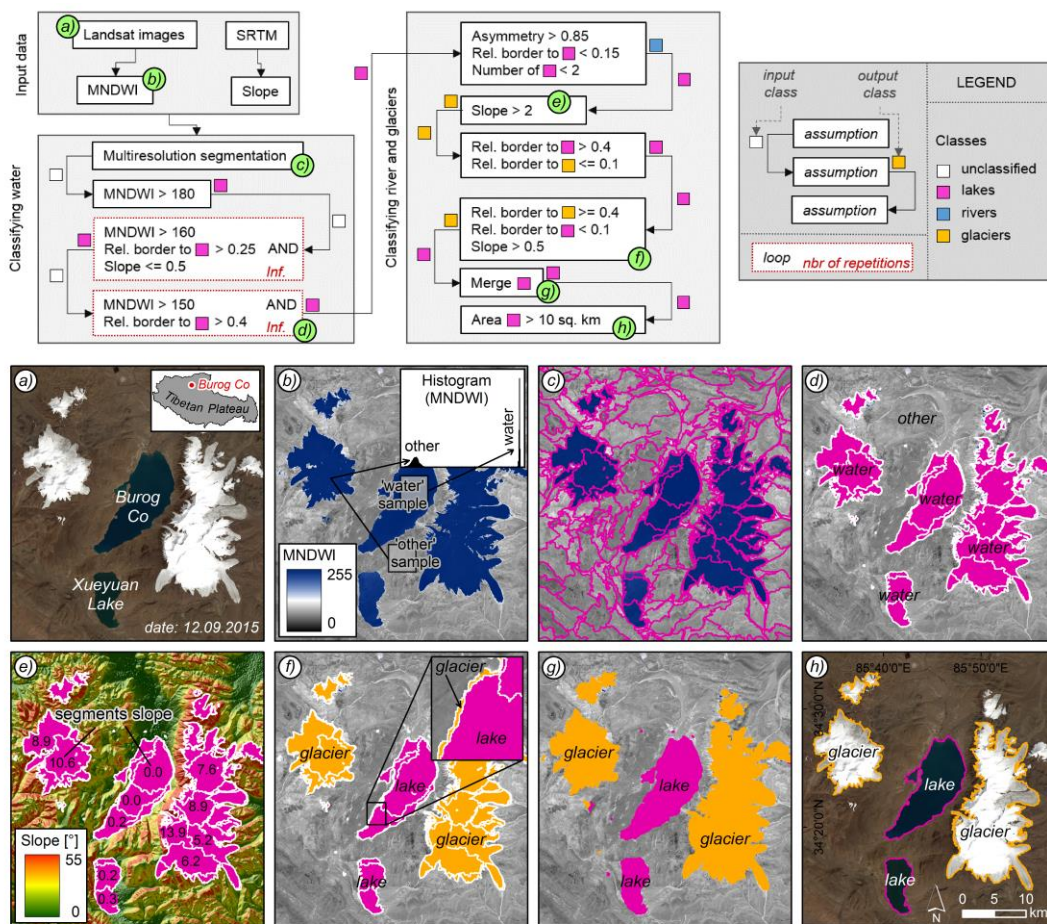 Input data
a)
Landsat images
SRTM
MNDWI
b)
Slope
Classifying water
Multiresolution segmentation
c)
MNDWI > 180
MNDWI > 160
Rel. border to > 0.25 AND
Slope <= 0.5
Inf.
MNDWI > 150 AND
Rel. border to > 0.4
Inf.
d)
Classifying river and glaciers
Asymmetry > 0.85
Rel. border to < 0.15
Number of < 2
Slope > 2
e)
Rel. border to > 0.4
Rel. border to <= 0.1
Rel. border to >= 0.4
Rel. border to < 0.1
Slope > 0.5
f)
Merge
g)
Area > 10 sq. km
h)
input class
output class
assumption
assumption
assumption
loop nbr of repetitions
LEGEND
Classes
unclassified
lakes
rivers
glaciers
a)
Burog Co
Tibetan Plateau
Burog Co
Xueyuan Lake
date: 12.09.2015
b)
Histogram (MNDWI)
other
water
'water' sample
'other' sample
MNDWI
255
0
c)
d)
other
water
water
water
water
e)
segments slope
8.9
10.6
0.0
0.0
0.2
7.6
8.9
13.9
5.2
6.2
0.2
0.3
Slope [°]
55
0
f)
glacier
lake
glacier
lake
glacier
lake
g)
glacier
lake
glacier
lake
h)
85°40'0"E
85°50'0"E
34°30'0"N
34°20'0"N
glacier
lake
glacier
lake
N
0 5 10
km